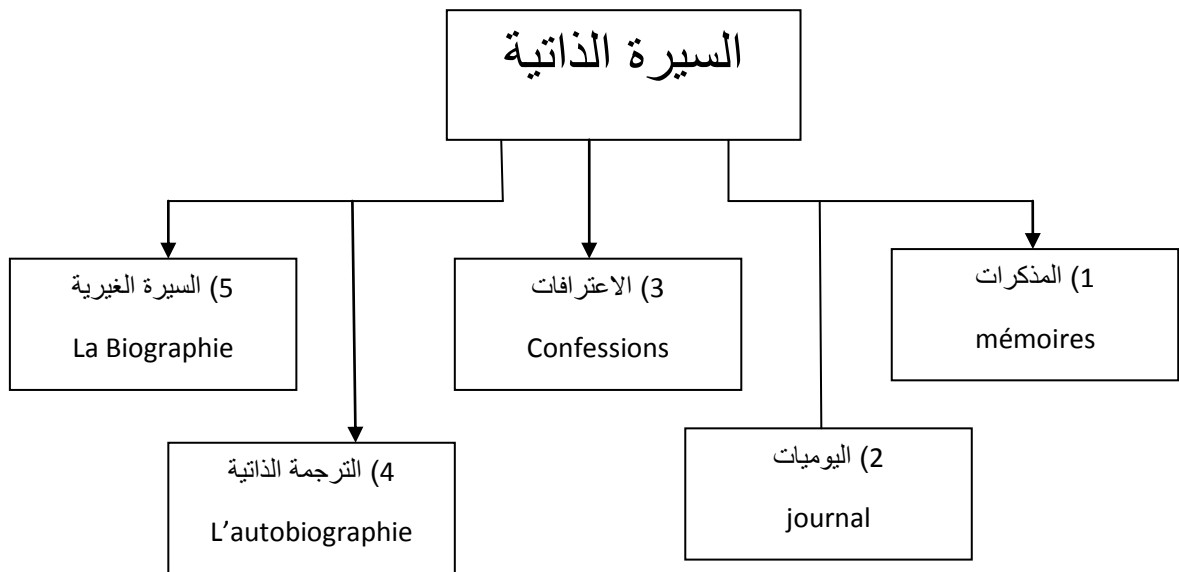 السيرة الذاتية
1) المذكرات
mémoires
2) اليوميات
journal
3) الاعترافات
Confessions
4) الترجمة الذاتية
L’autobiographie
5) السيرة الغيرية
La Biographie